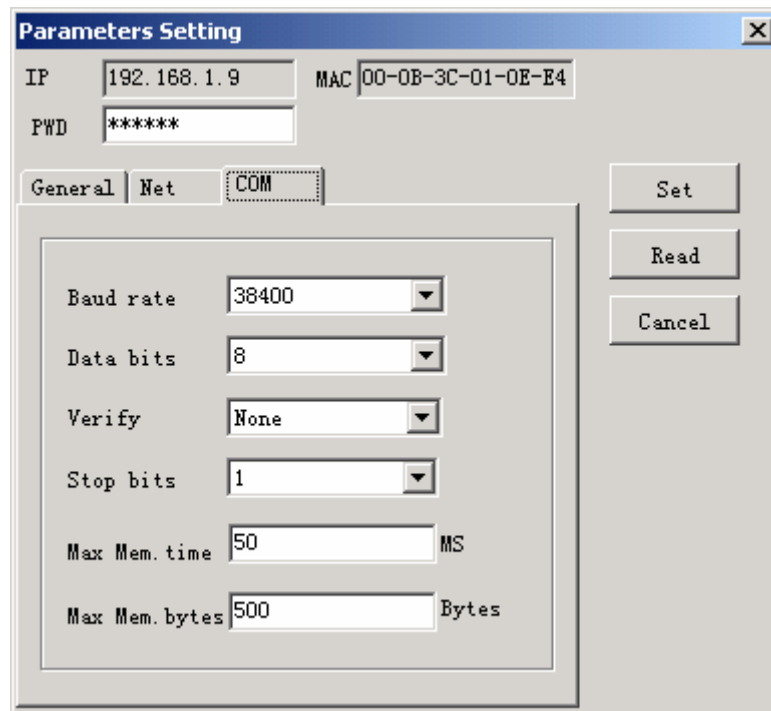 Parameters Setting
IP 192.168.1.9 MAC 00-0B-3C-01-0E-E4
PWD ******
General Net COM
Set
Read
Cancel
Baud rate 38400
Data bits 8
Verify None
Stop bits 1
Max Mem.time 50 MS
Max Mem.bytes 500 Bytes